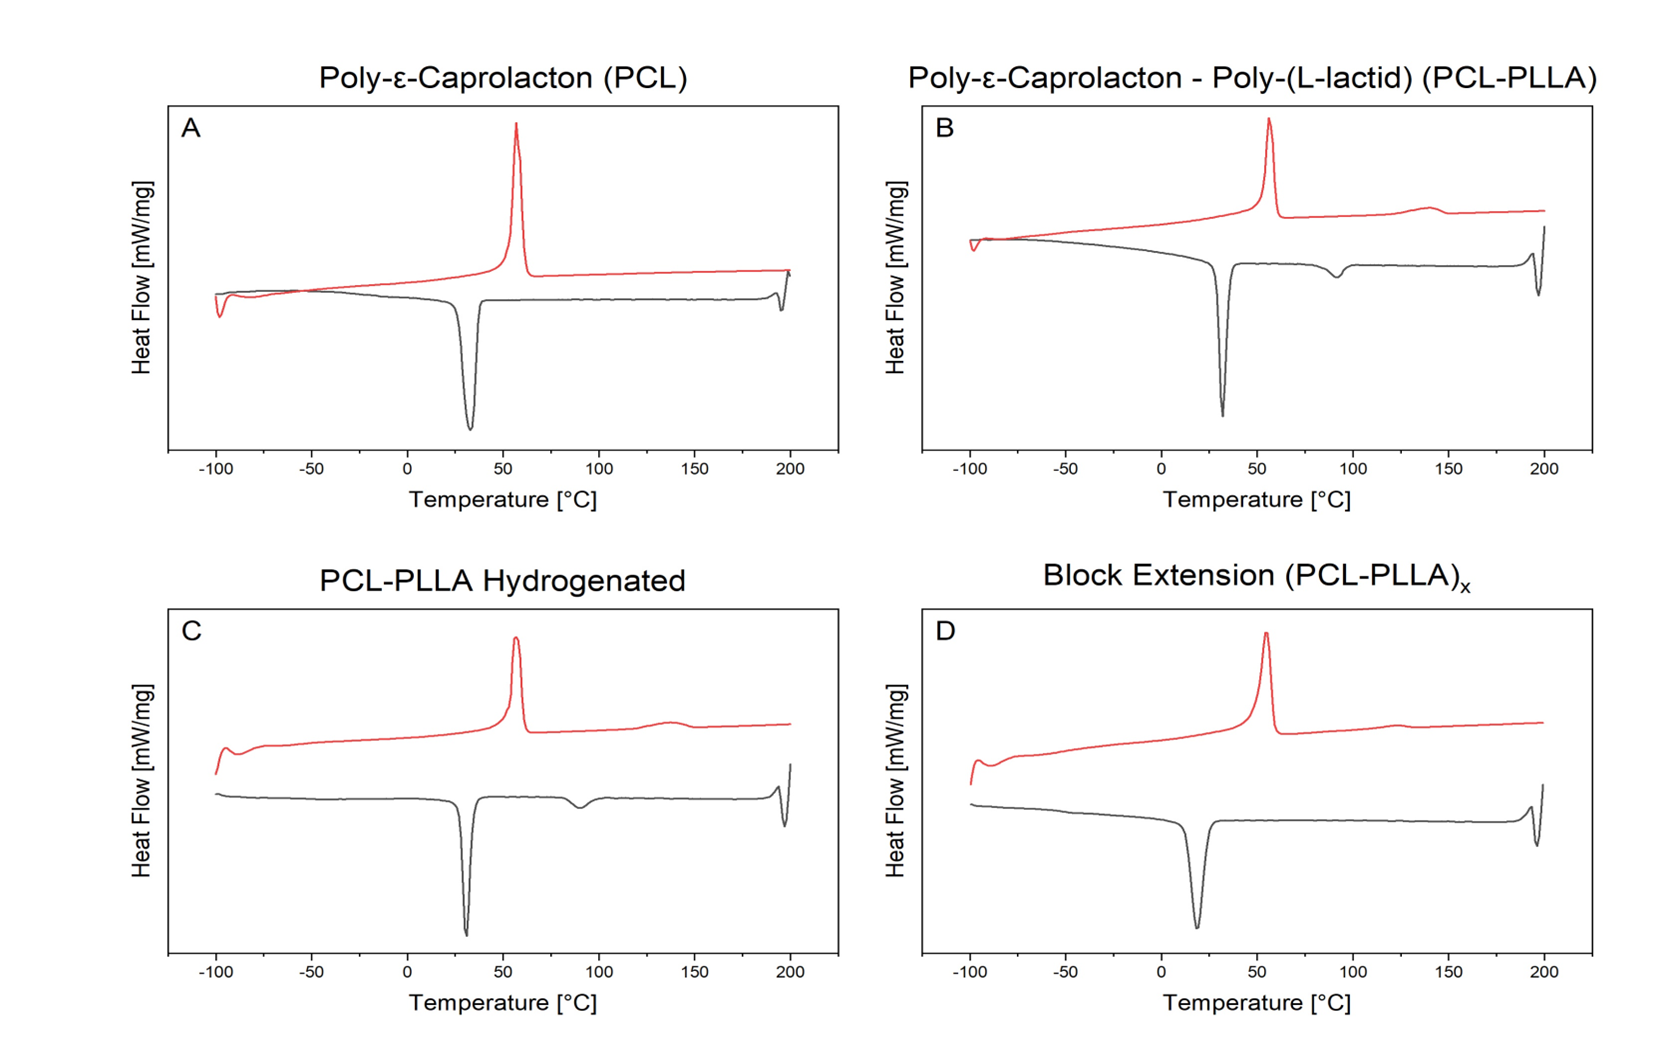 Poly-ε-Caprolacton (PCL)
A
Heat Flow [mW/mg]
-100 -50 0 50 100 150 200
Temperature [°C]
Poly-ε-Caprolacton - Poly-(L-lactid) (PCL-PLLA)
B
Heat Flow [mW/mg]
-100 -50 0 50 100 150 200
Temperature [°C]
PCL-PLLA Hydrogenated
C
Heat Flow [mW/mg]
-100 -50 0 50 100 150 200
Temperature [°C]
Block Extension (PCL-PLLA)x
D
Heat Flow [mW/mg]
-100 -50 0 50 100 150 200
Temperature [°C]